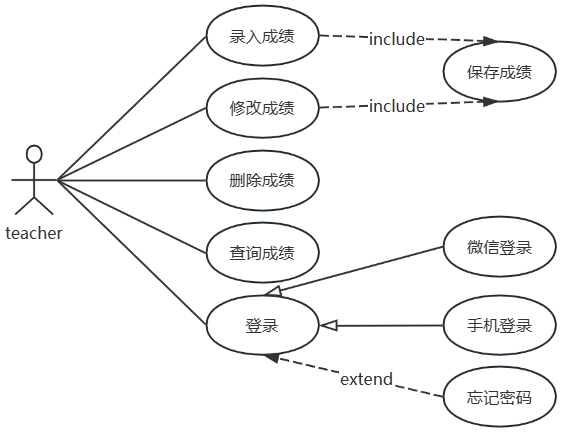 录入成绩
include
保存成绩
修改成绩
include
teacher
删除成绩
查询成绩
微信登录
登录
手机登录
extend
忘记密码